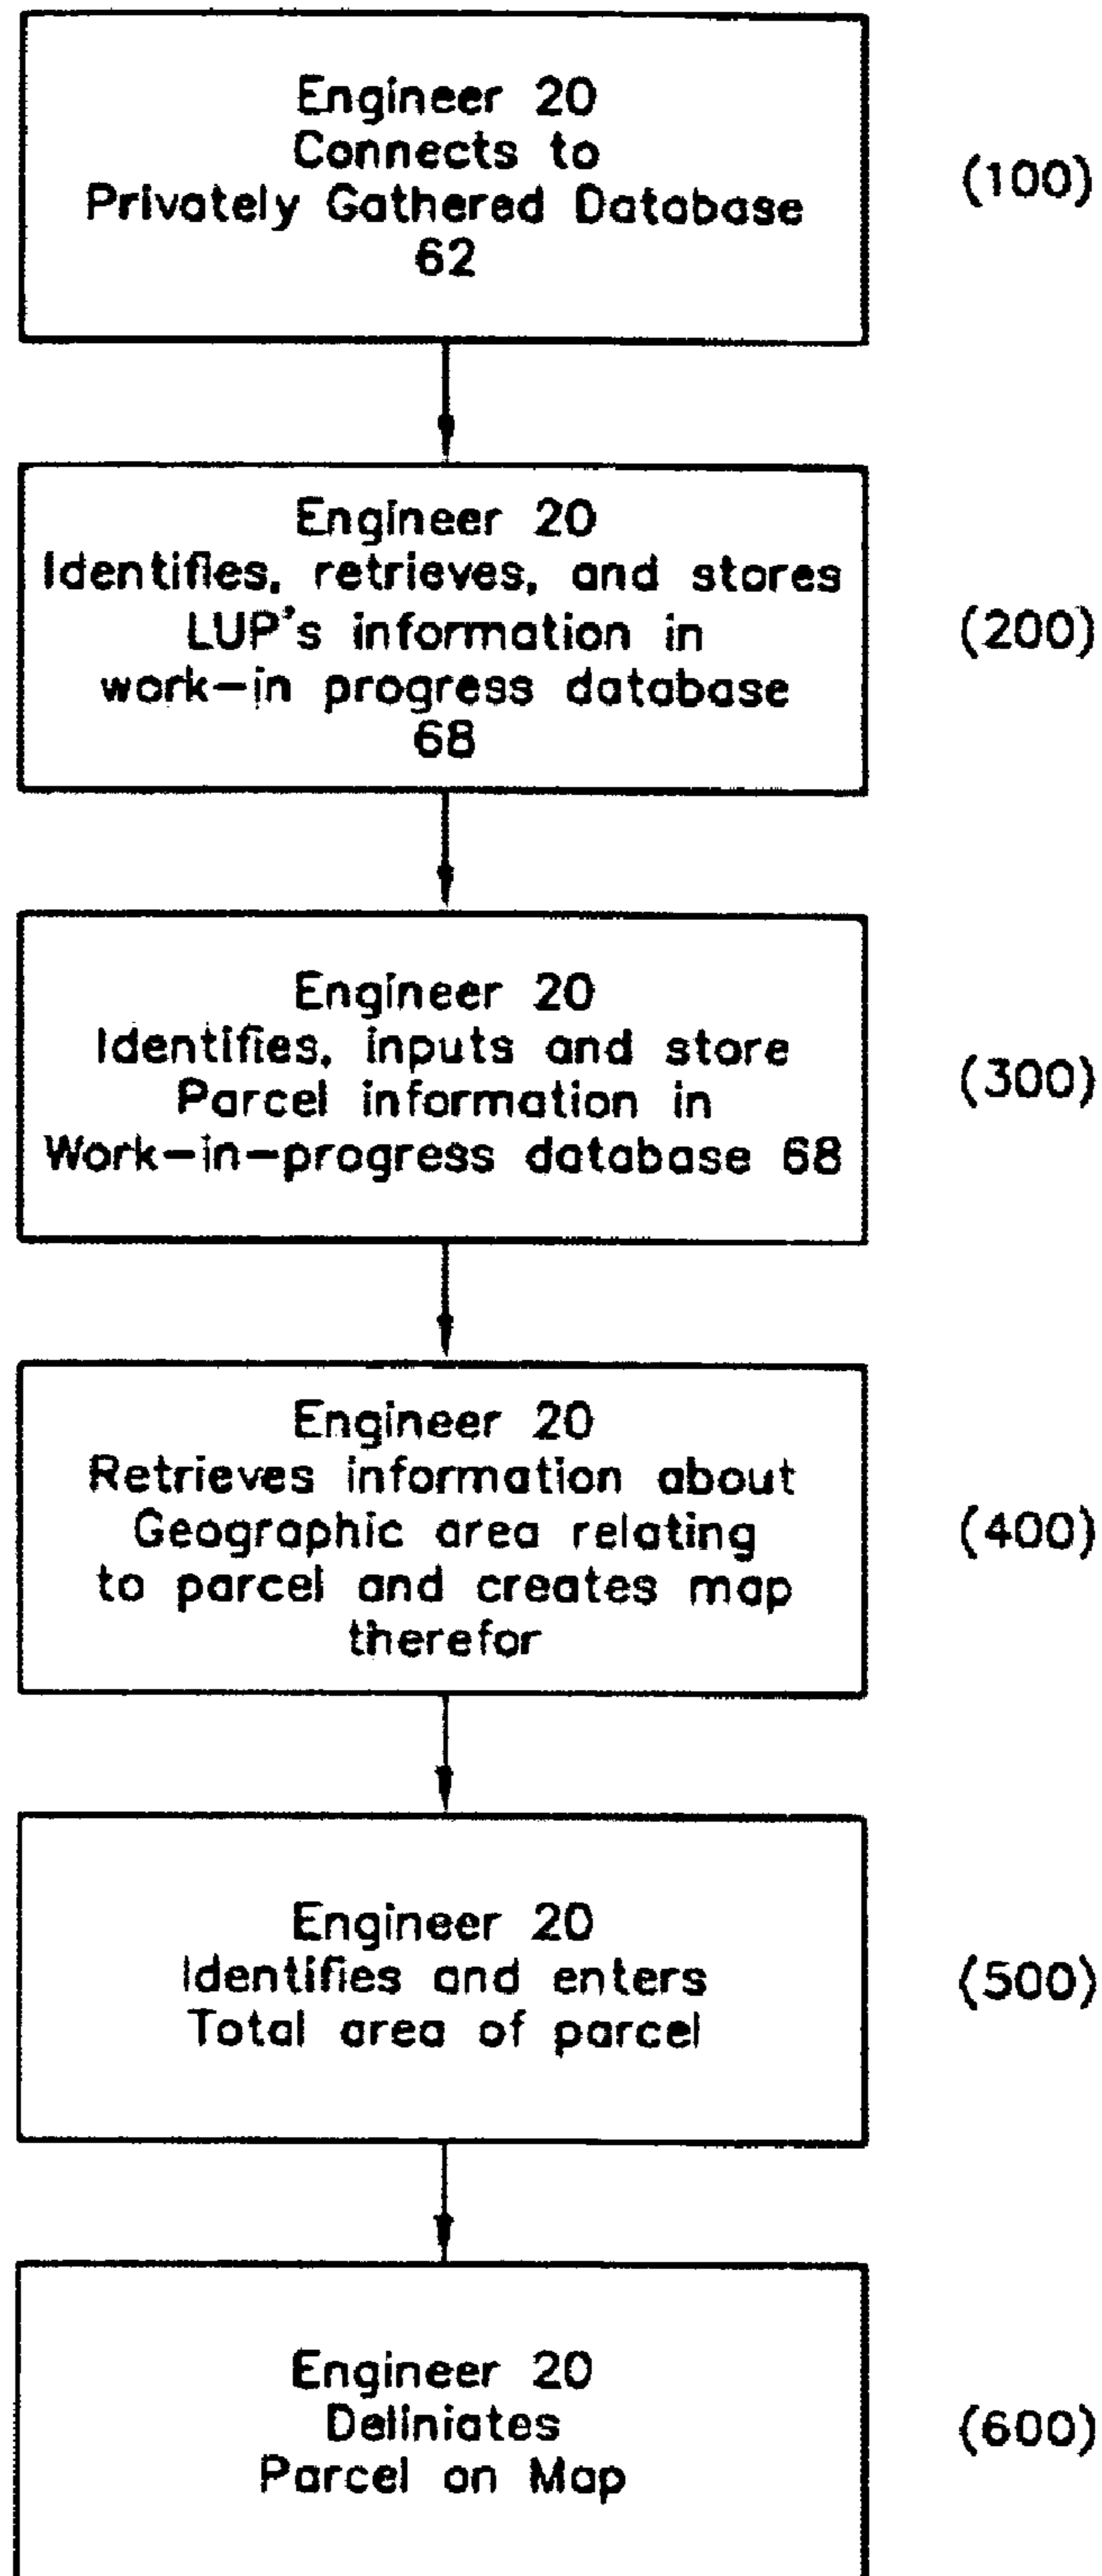 Engineer 20
Connects to
Privately Gathered Database
62
(100)
Engineer 20
Identifies, retrieves, and stores
LUP's information in
work-in progress database
68
(200)
Engineer 20
Identifies, inputs and store
Parcel information in
Work-in-progress database 68
(300)
Engineer 20
Retrieves information about
Geographic area relating
to parcel and creates map
therefor
(400)
Engineer 20
Identifies and enters
Total area of parcel
(500)
Engineer 20
Deliniates
Parcel on Map
(600)